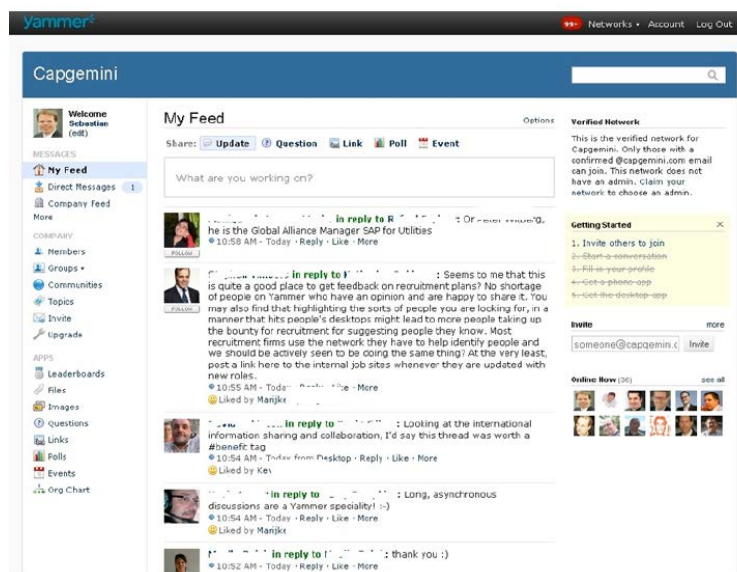 yammer
99+ Networks • Account Log Out
Capgemini
Welcome
Sebastian
(edit)
MESSAGES
My Feed
Direct Messages 1
Company Feed
More
COMPANY
Members
Groups
Communities
Topics
Invite
Upgrade
APPS
Leaderboards
Files
Images
Questions
Links
Polls
Events
Org Chart
My Feed
Options
Share: Update Question Link Poll Event
What are you working on?
in reply to : Or Peter
he is the Global Alliance Manager SAP for Utilities
10:58 AM - Today · Reply · Like · More
FOLLOW
in reply to : Seems to me that this
is quite a good place to get feedback on recruitment plans? No shortage
of people on Yammer who have an opinion and are happy to share it. You
may also find that highlighting the sorts of people you are looking for, in a
manner that hits people's desktops might lead to more people taking up
the bounty for recruitment for suggesting people they know. Most
recruitment firms use the network they have to help identify people and
we should be actively seen to be doing the same thing? At the very least,
post a link here to the internal job sites whenever they are updated with
new roles.
FOLLOW
10:55 AM - Today · More
Liked by Marijke
in reply to : Looking at the international
information sharing and collaboration, I'd say this thread was worth a
#benefit tag
10:54 AM - Today from Desktop · Reply · Like · More
Liked by Kev
in reply to : Long, asynchronous
discussions are a Yammer speciality! :-)
10:54 AM - Today · Reply · Like · More
Liked by Marijke
in reply to : thank you :)
10:52 AM - Today · Reply · Like · More
Verified Network
This is the verified network for
Capgemini. Only those with a
confirmed @capgemini.com email
can join. This network does not
have an admin. Claim your
network to choose an admin.
Getting Started ×
1. Invite others to join
2. Start a conversation
3. Fill in your profile
4. Get a phone app
5. Get the desktop app
Invite more
someone@capgemini.c Invite
Online Now (36) see all